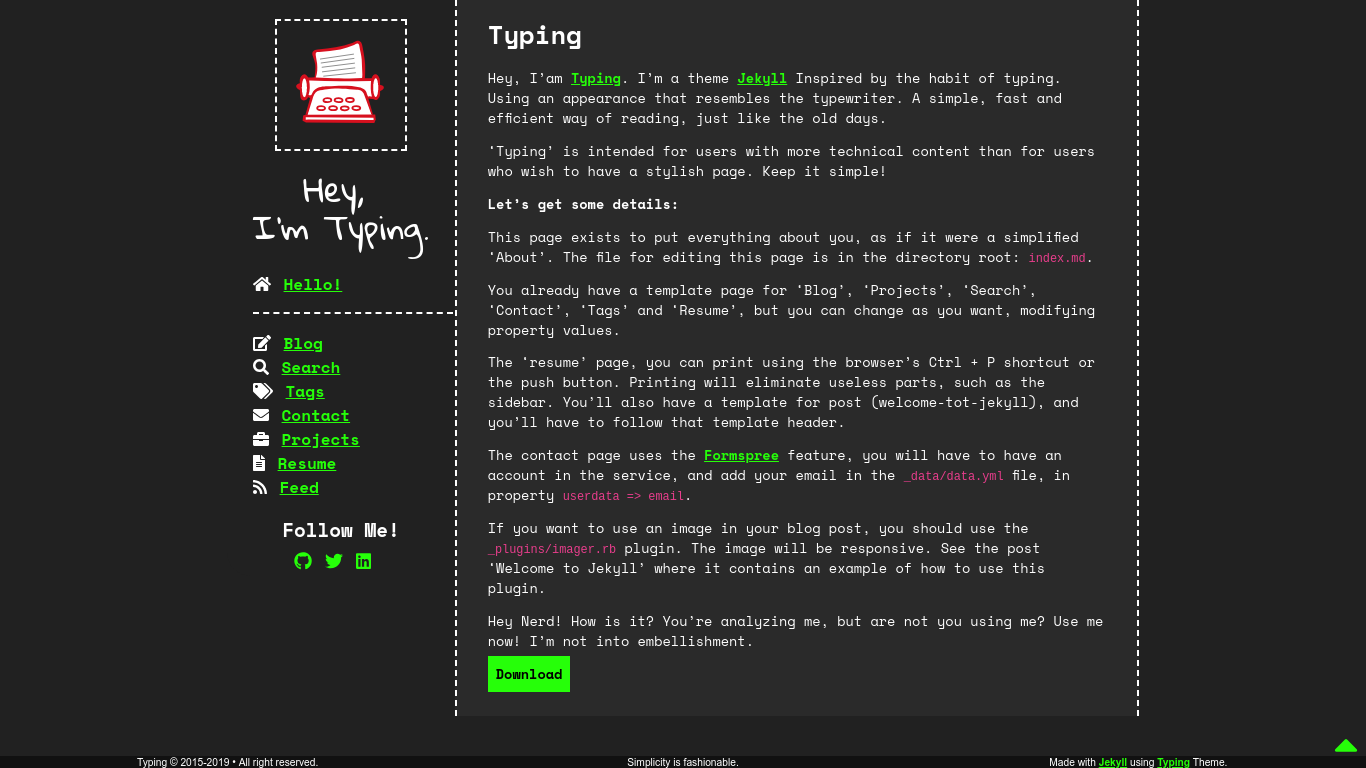 Hey,
I'm Typing.
Hello!
Blog
Search
Tags
Contact
Projects
Resume
Feed
Follow Me!
Typing
Hey, I’am Typing. I’m a theme Jekyll Inspired by the habit of typing.
Using an appearance that resembles the typewriter. A simple, fast and
efficient way of reading, just like the old days.
‘Typing’ is intended for users with more technical content than for users
who wish to have a stylish page. Keep it simple!
Let’s get some details:
This page exists to put everything about you, as if it were a simplified
‘About’. The file for editing this page is in the directory root: index.md.
You already have a template page for ‘Blog’, ‘Projects’, ‘Search’,
‘Contact’, ‘Tags’ and ‘Resume’, but you can change as you want, modifying
property values.
The ‘resume’ page, you can print using the browser’s Ctrl + P shortcut or
the push button. Printing will eliminate useless parts, such as the
sidebar. You’ll also have a template for post (welcome-tot-jekyll), and
you’ll have to follow that template header.
The contact page uses the Formspree feature, you will have to have an
account in the service, and add your email in the _data/data.yml file, in
property userdata => email.
If you want to use an image in your blog post, you should use the
_plugins/imager.rb plugin. The image will be responsive. See the post
‘Welcome to Jekyll’ where it contains an example of how to use this
plugin.
Hey Nerd! How is it? You’re analyzing me, but are not you using me? Use me
now! I’m not into embellishment.
Download
Typing © 2015-2019 • All right reserved.
Simplicity is fashionable.
Made with Jekyll using Typing Theme.